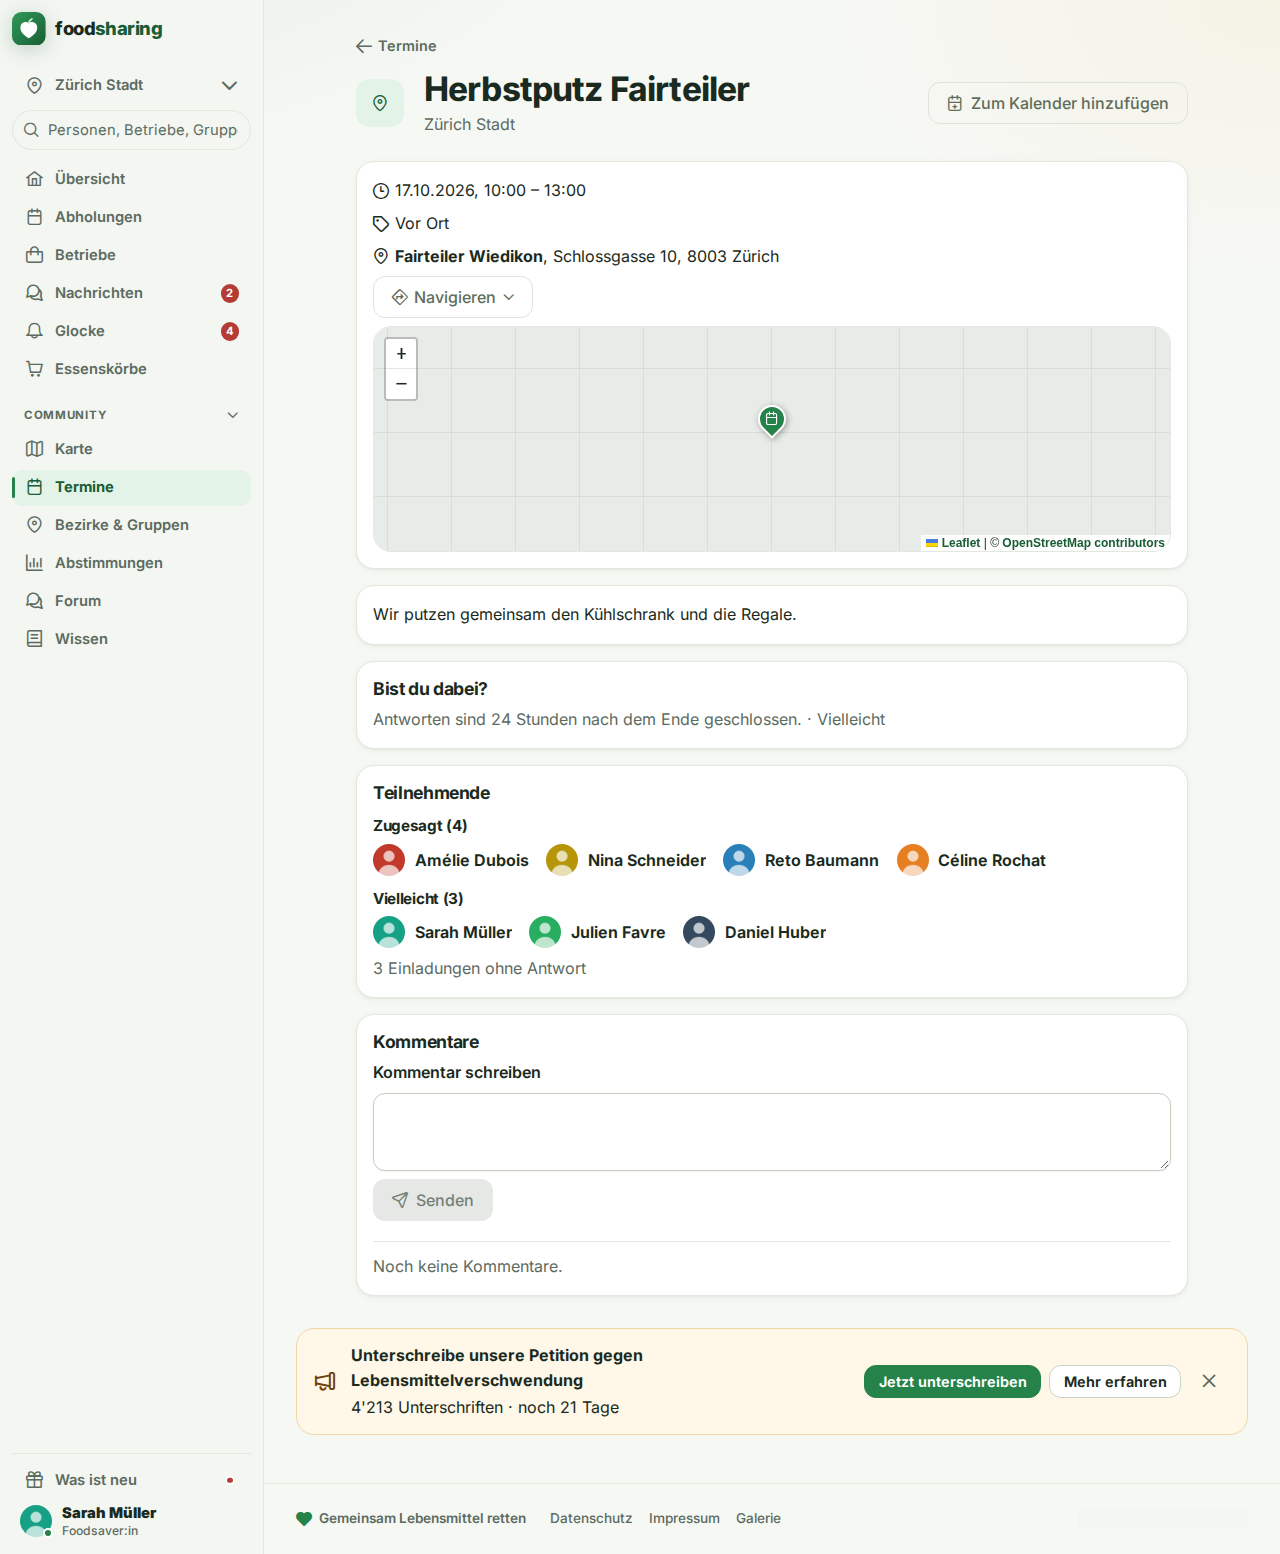 foodsharing
Zürich Stadt
Personen, Betriebe, Grupp
Übersicht
Abholungen
Betriebe
Nachrichten 2
Glocke 4
Essenskörbe
COMMUNITY
Karte
Termine
Bezirke & Gruppen
Abstimmungen
Forum
Wissen
Was ist neu
Sarah Müller
Foodsaver:in
Termine
Herbstputz Fairteiler
Zürich Stadt
Zum Kalender hinzufügen
17.10.2026, 10:00 – 13:00
Vor Ort
Fairteiler Wiedikon, Schlossgasse 10, 8003 Zürich
Navigieren
+
−
Leaflet | © OpenStreetMap contributors
Wir putzen gemeinsam den Kühlschrank und die Regale.
Bist du dabei?
Antworten sind 24 Stunden nach dem Ende geschlossen. · Vielleicht
Teilnehmende
Zugesagt (4)
Amélie Dubois Nina Schneider Reto Baumann Céline Rochat
Vielleicht (3)
Sarah Müller Julien Favre Daniel Huber
3 Einladungen ohne Antwort
Kommentare
Kommentar schreiben
Senden
Noch keine Kommentare.
Unterschreibe unsere Petition gegen
Lebensmittelverschwendung
4'213 Unterschriften · noch 21 Tage
Jetzt unterschreiben Mehr erfahren
Gemeinsam Lebensmittel retten Datenschutz Impressum Galerie